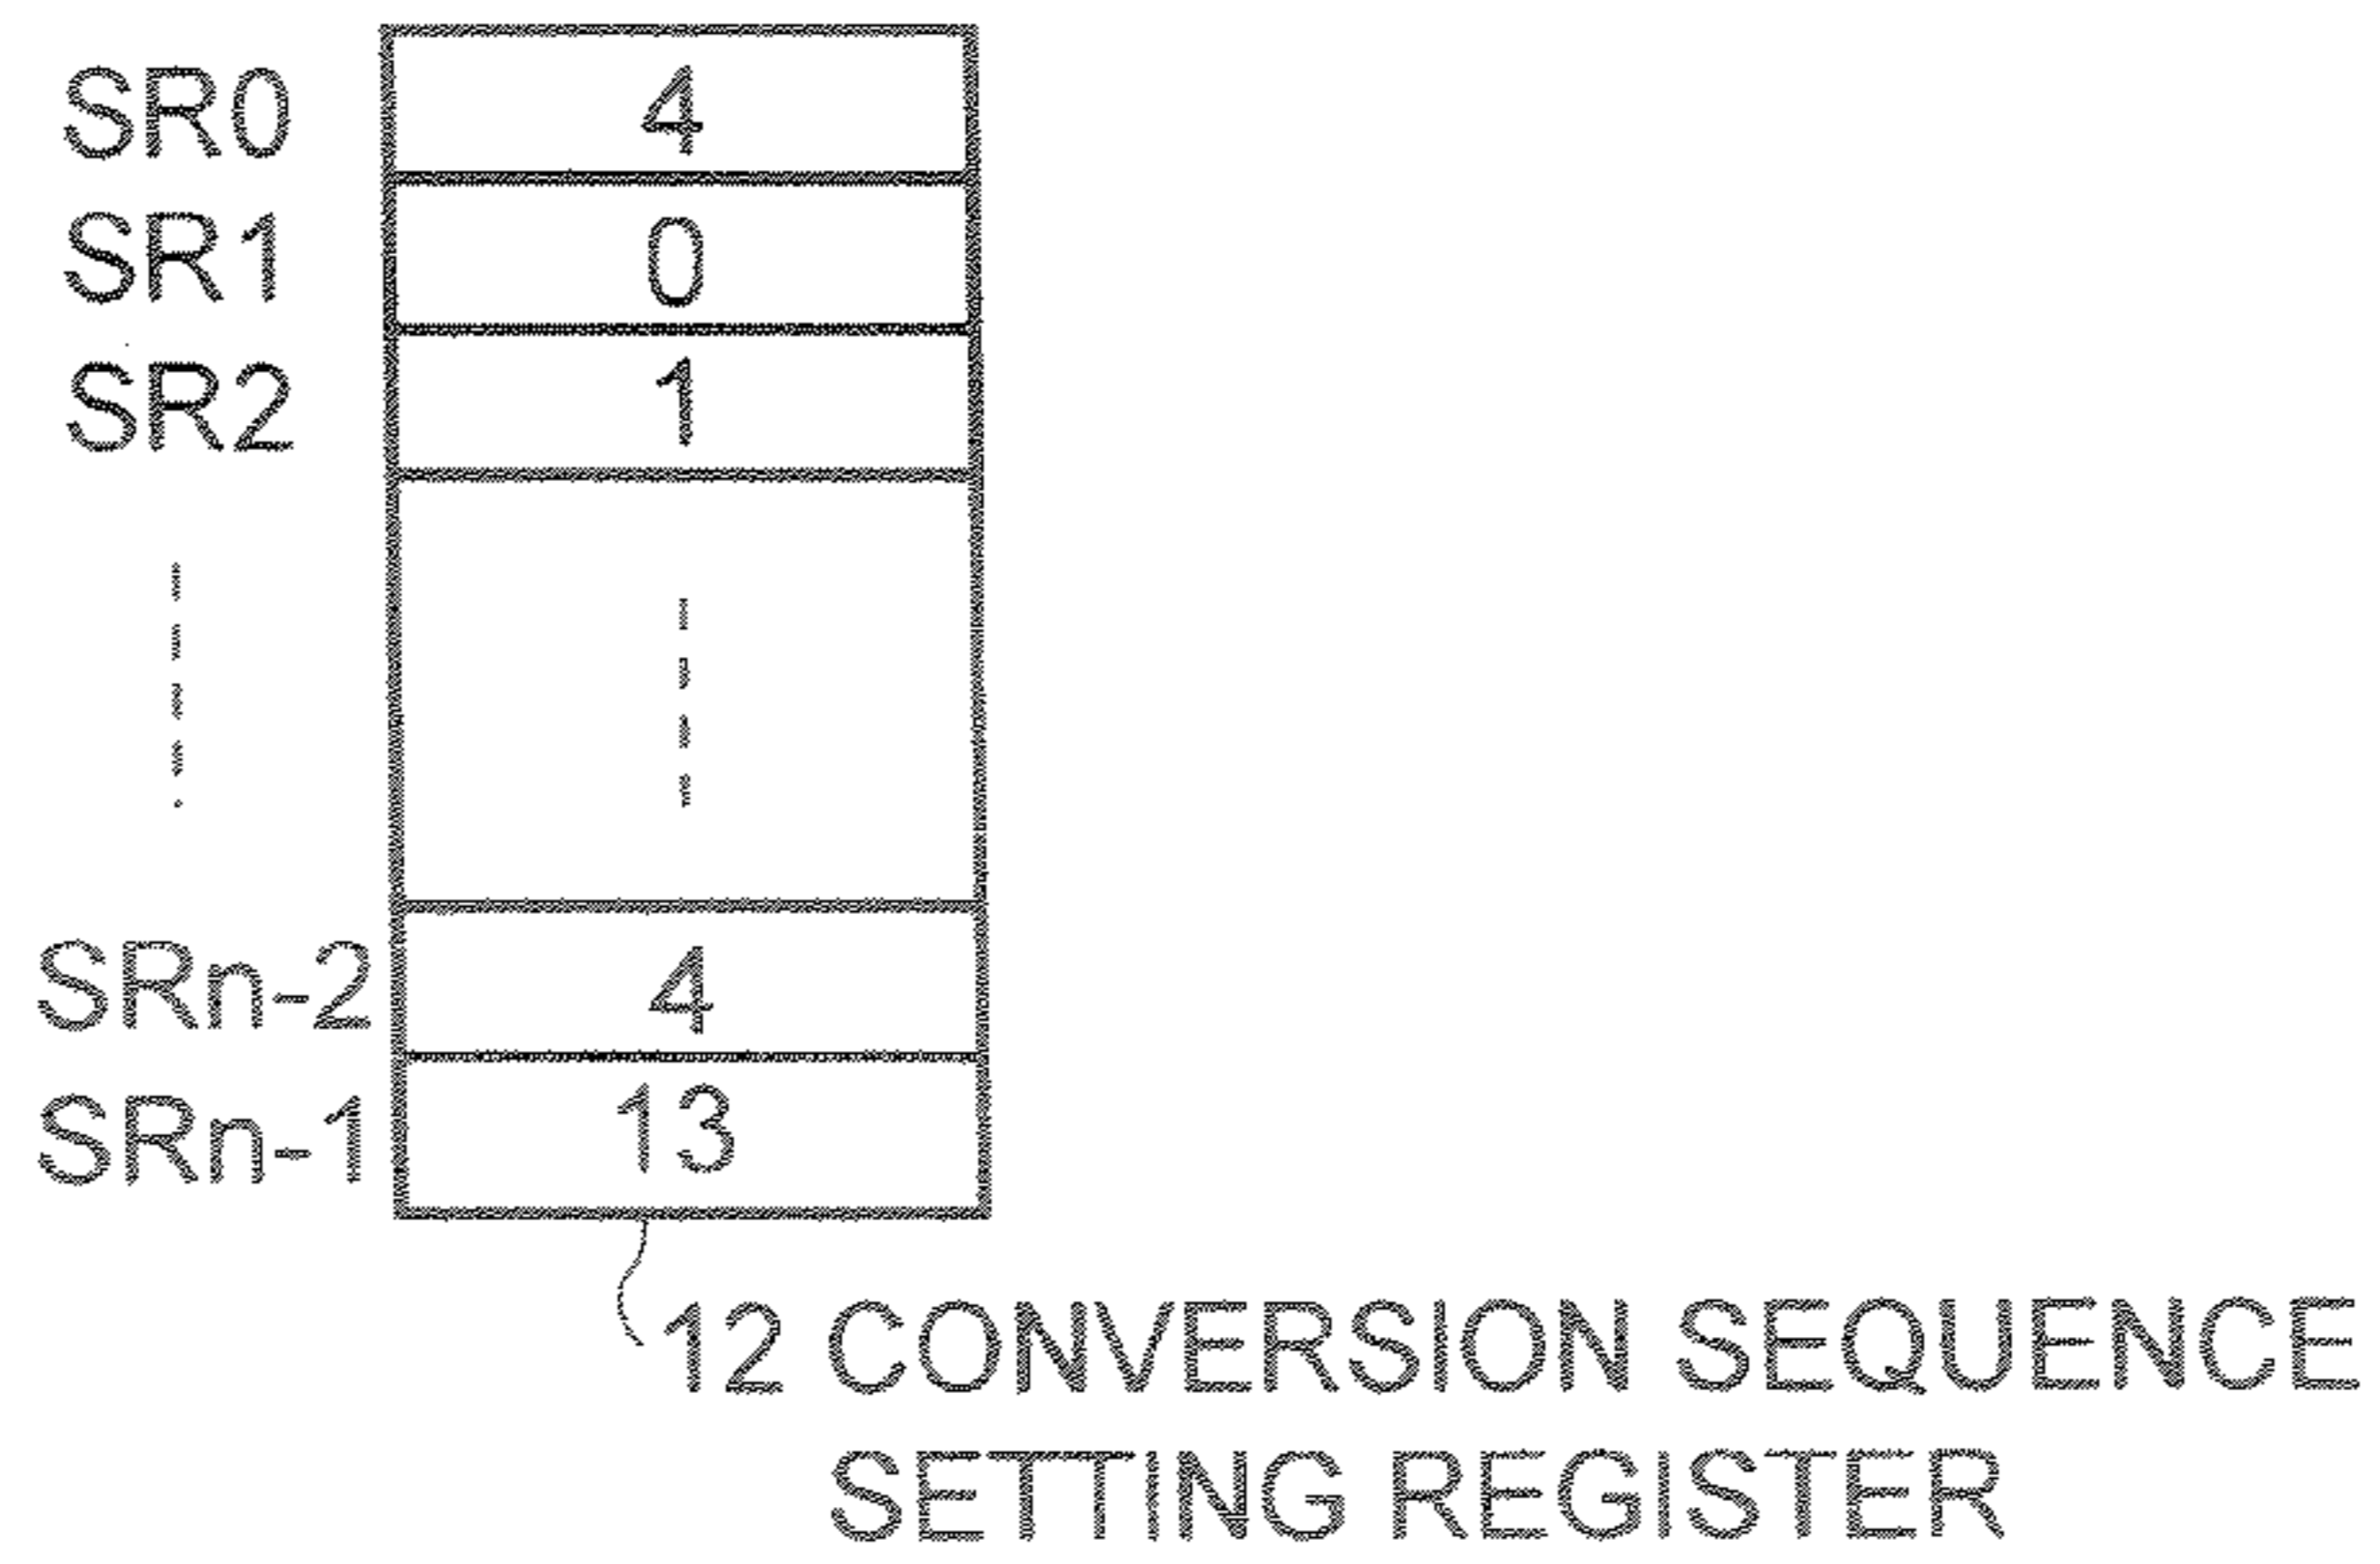 SR0 4
SR1 0
SR2 1
SRn-2 4
SRn-1 13
12 CONVERSION SEQUENCE
SETTING REGISTER